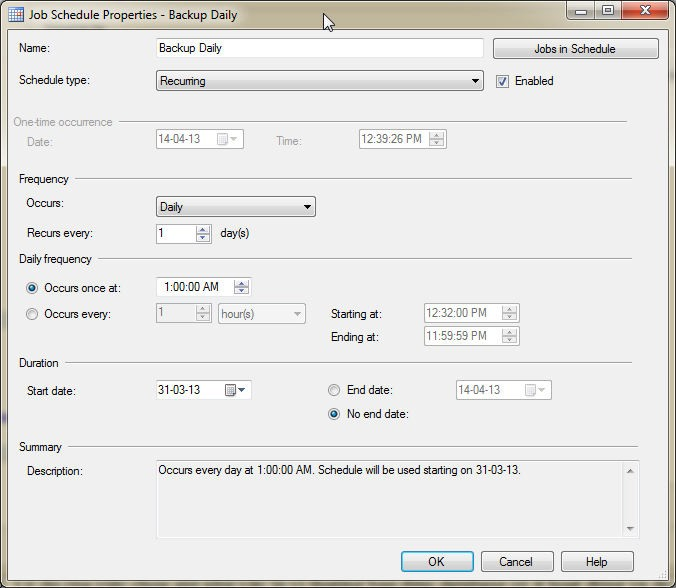 Job Schedule Properties - Backup Daily
Name: Backup Daily Jobs in Schedule
Schedule type: Recurring Enabled
One-time occurrence
Date: 14-04-13 Time: 12:39:26 PM
Frequency
Occurs: Daily
Recurs every: 1 day(s)
Daily frequency
Occurs once at: 1:00:00 AM
Occurs every: 1 hour(s) Starting at: 12:32:00 PM
Ending at: 11:59:59 PM
Duration
Start date: 31-03-13 End date: 14-04-13
No end date:
Summary
Description: Occurs every day at 1:00:00 AM. Schedule will be used starting on 31-03-13.
OK Cancel Help